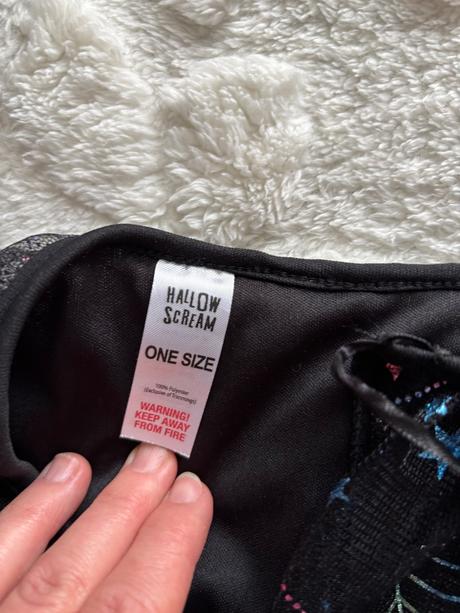 HALLOW
SCREAM
ONE SIZE
100% Polyester
(Exclusive of trimmings)
WARNING!
KEEP AWAY
FROM FIRE